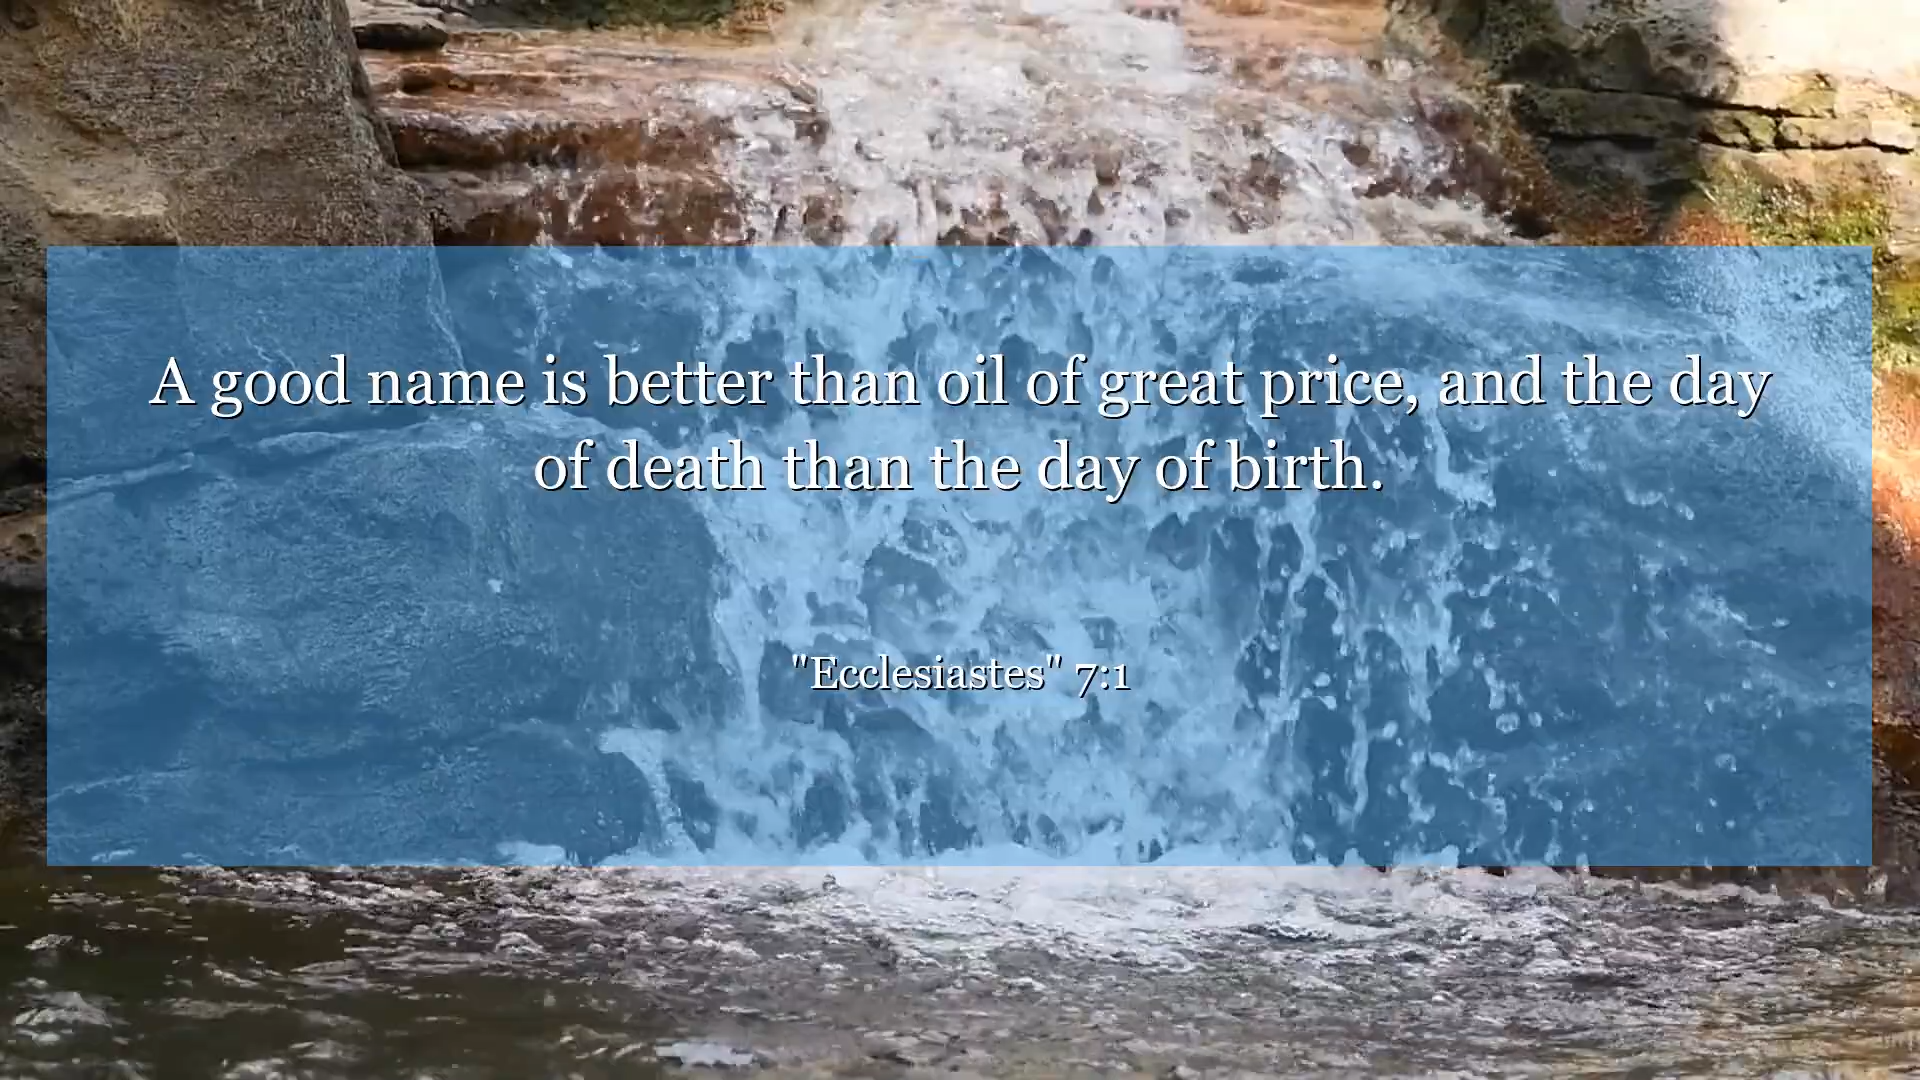 A good name is better than oil of great price, and the day
of death than the day of birth.
"Ecclesiastes" 7:1